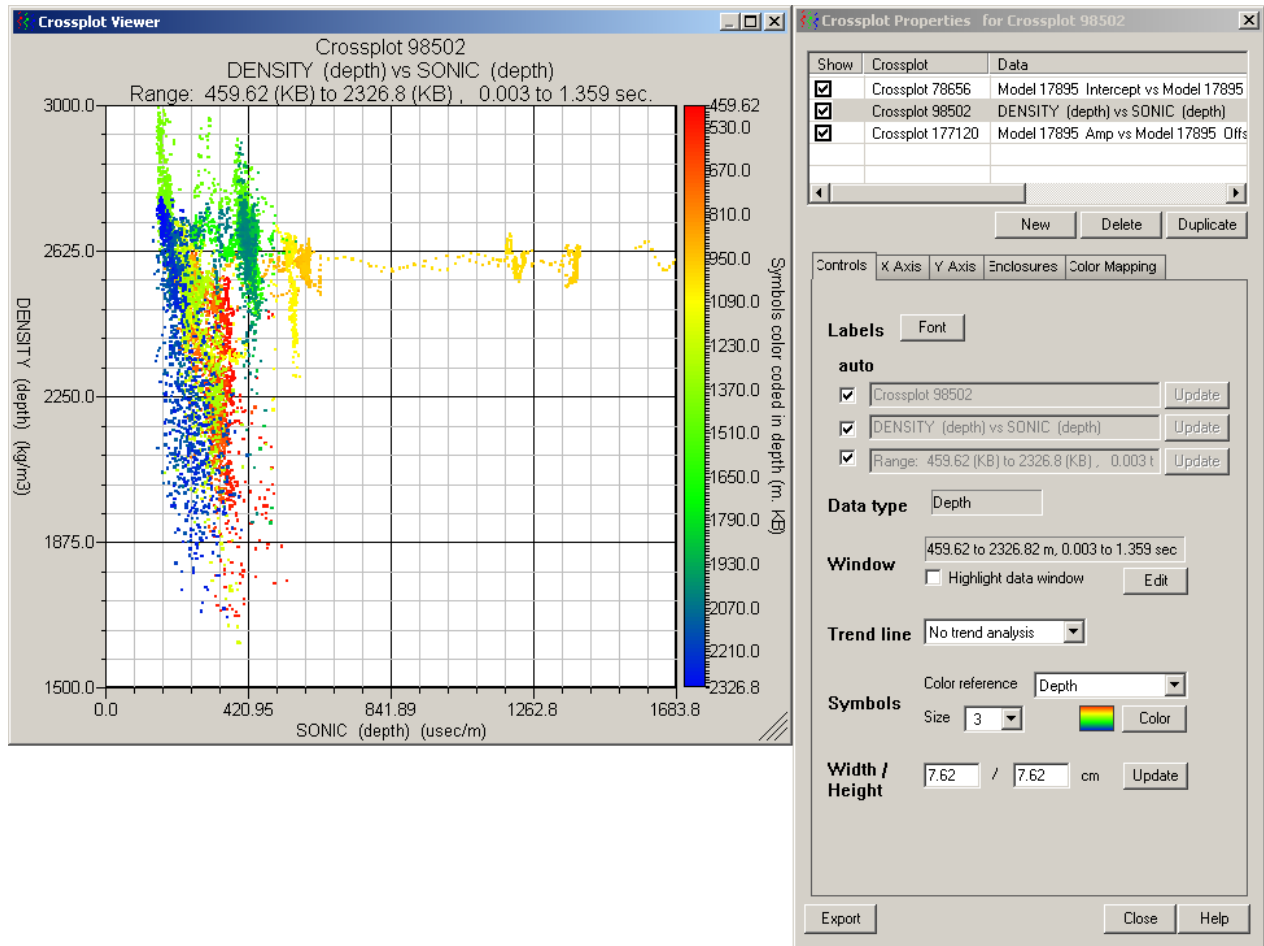 Crossplot Viewer
Crossplot 98502
DENSITY (depth) vs SONIC (depth)
Range: 459.62 (KB) to 2326.8 (KB) , 0.003 to 1.359 sec.
3000.0
2625.0
2250.0
1875.0
1500.0
DENSITY (depth) (kg/m3)
0.0 420.95 841.89 1262.8 1683.8
SONIC (depth) (usec/m)
459.62
530.0
670.0
810.0
950.0
1090.0
1230.0
1370.0
1510.0
1650.0
1790.0
1930.0
2070.0
2210.0
2326.8
Symbols color coded in depth (m. KB)
Crossplot Properties for Crossplot 98502
Show Crossplot Data
Crossplot 78656 Model 17895 Intercept vs Model 17895
Crossplot 98502 DENSITY (depth) vs SONIC (depth)
Crossplot 177120 Model 17895 Amp vs Model 17895 Offs
New Delete Duplicate
Controls X Axis Y Axis Enclosures Color Mapping
Labels Font
auto
Crossplot 98502 Update
DENSITY (depth) vs SONIC (depth) Update
Range: 459.62 (KB) to 2326.8 (KB) , 0.003 t Update
Data type Depth
Window 459.62 to 2326.82 m, 0.003 to 1.359 sec
Highlight data window Edit
Trend line No trend analysis
Symbols Color reference Depth
Size 3 Color
Width / Height 7.62 / 7.62 cm Update
Export Close Help